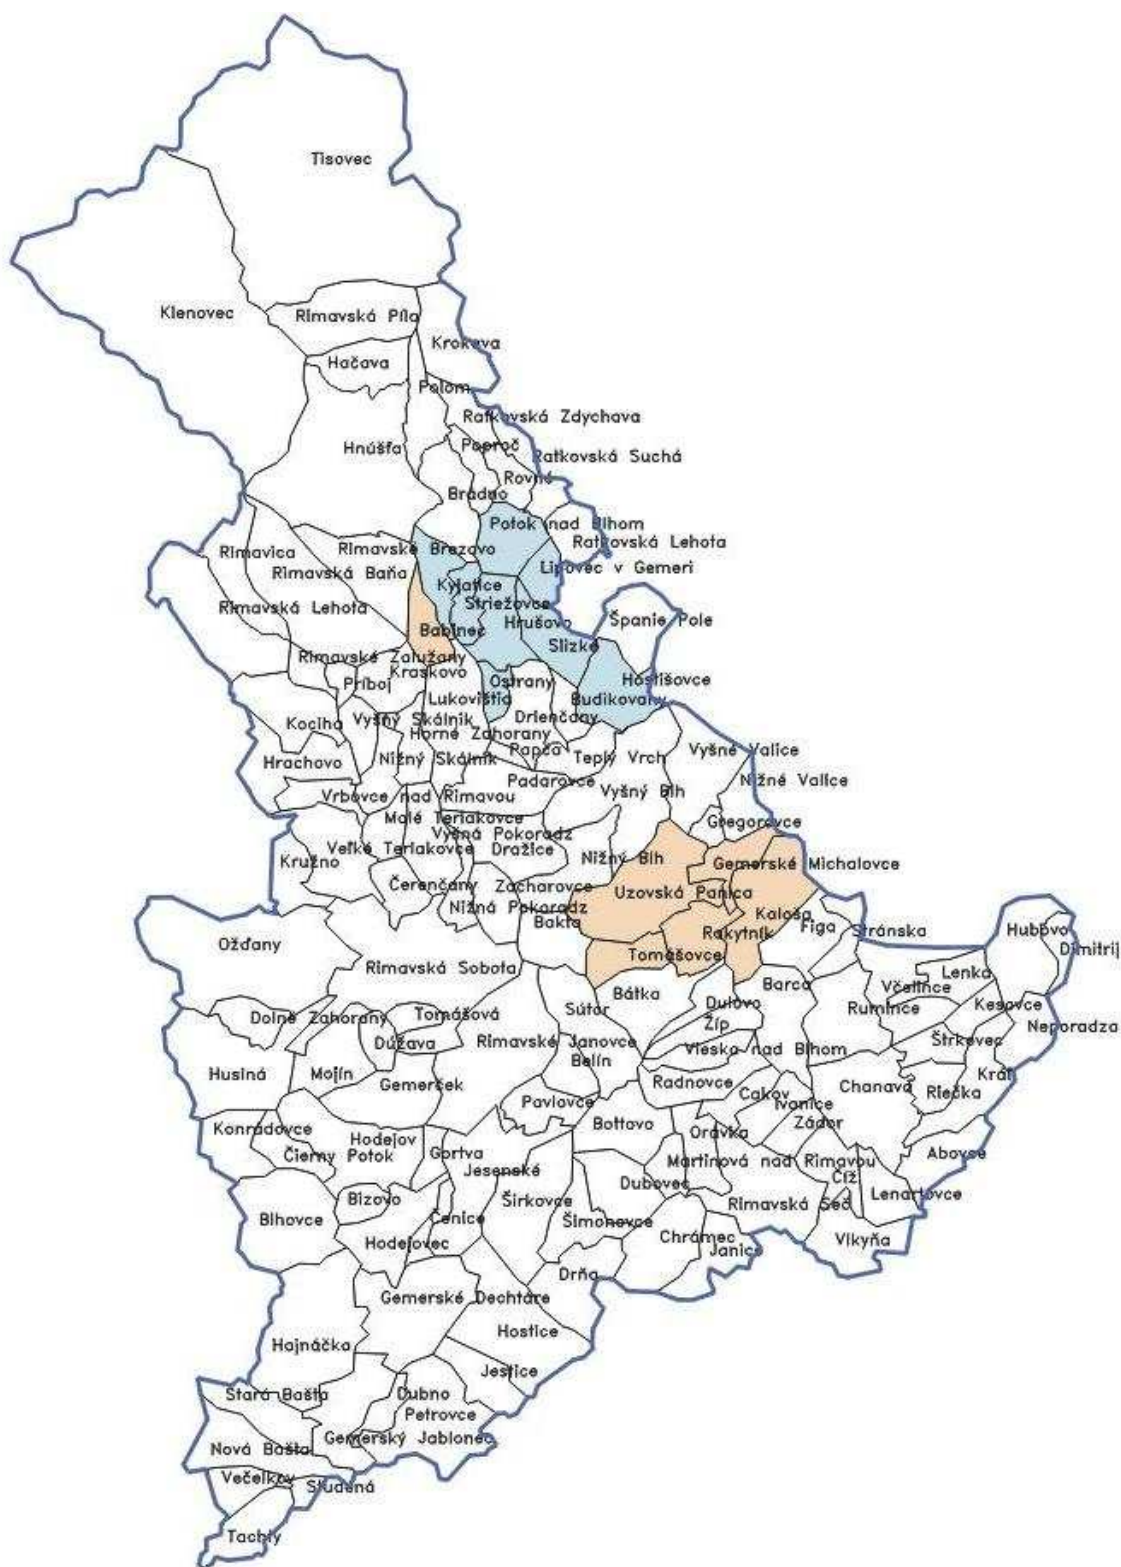 Tisovec
Klenovec
Rimavská Píla
Krokava
Hačava
Polom
Ratkovská Zdychava
Hnúšťa
Poproč
Ratkovská Suchá
Rovné
Brádno
Potok nad Blhom
Ratkovská Lehota
Rimavica
Rimavské Brezovo
Lipovec v Gemeri
Rimavská Baňa
Kyjatice
Striežovce
Rimavská Lehota
Hrušovo
Španie Pole
Babinec
Slizké
Rimavské Zalužany
Kraskovo
Ostrany
Hostišovce
Príboj
Lukovištia
Budikovany
Kociha
Vyšný Skálnik
Drienčany
Horné Zahorany
Hrachovo
Nižný Skálnik
Papča
Teplý Vrch
Vyšné Valice
Padarovce
Nižné Valice
Vrbovce nad Rimavou
Vyšný Blh
Malé Teriakovce
Gregorovce
Vyšná Pokoradz
Veľké Teriakovce
Dražice
Kružno
Nižný Blh
Gemerské Michalovce
Čerenčany
Zacharovce
Uzovská Panica
Nižná Pokoradz
Bakta
Kaloša
Figa
Stránska
Hubovo
Ožďany
Rakytník
Dimitrij
Rimavská Sobota
Tomášovce
Lenka
Bátka
Barca
Včelince
Sútor
Dulovo
Rumince
Kesovce
Dolné Zahorany
Tomášová
Žíp
Neporadza
Dúžava
Rimavské Janovce
Vieska nad Blhom
Štrkovec
Belín
Husiná
Mojín
Gemerček
Radnovce
Cakov
Chanava
Kráľ
Riečka
Pavlovce
Ivanice
Konrádovce
Bottovo
Zádor
Hodejov
Orávka
Čierny Potok
Gortva
Jesenské
Martinová nad Rimavou
Abovce
Číž
Bizovo
Širkovce
Dubovec
Rimavská Seč
Lenartovce
Blhovce
Čenice
Šimonovce
Hodejovec
Chrámec
Janice
Vlkyňa
Drňa
Gemerské Dechtáre
Hostice
Hajnáčka
Jestice
Stará Bašta
Dubno
Petrovce
Gemerský Jablonec
Nová Bašta
Večelkov
Studená
Tachty